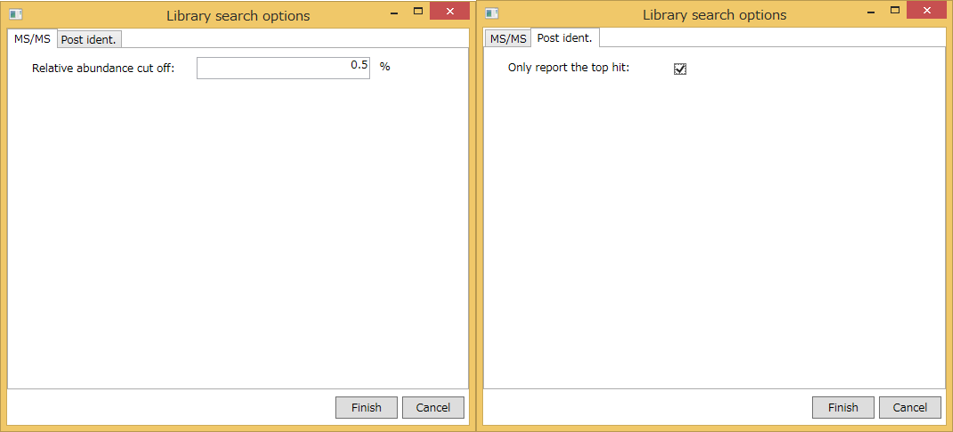 Library search options
MS/MS Post ident.
Relative abundance cut off: 0.5 %
Finish Cancel
Library search options
MS/MS Post ident.
Only report the top hit:
Finish Cancel